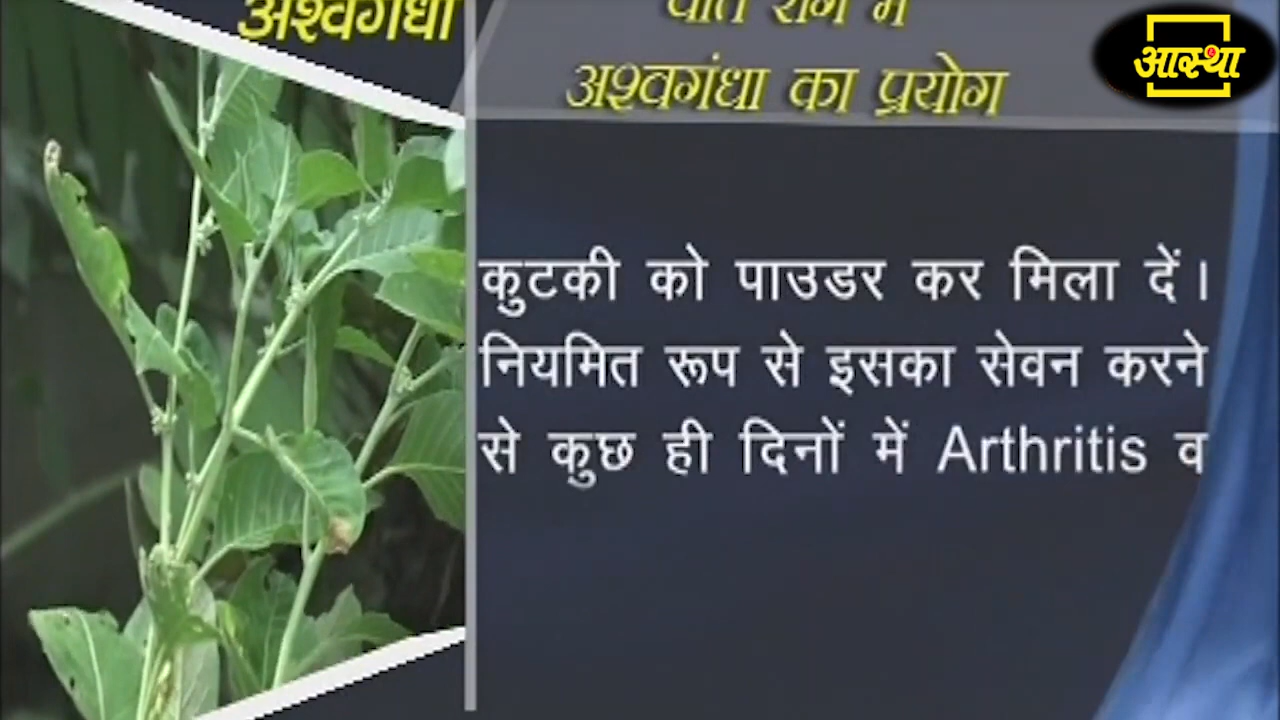 अश्वगंधा
वात रोग में
अश्वगंधा का प्रयोग
आस्था
कुटकी को पाउडर कर मिला दें।
नियमित रूप से इसका सेवन करने
से कुछ ही दिनों में Arthritis व